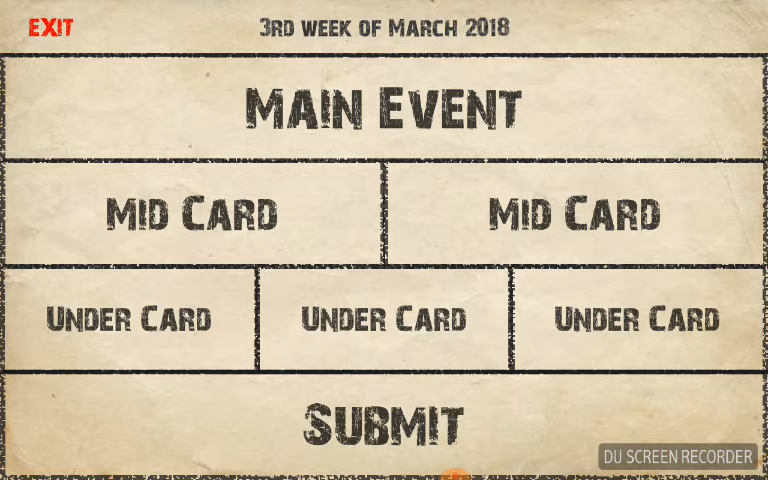 EXIT
3rd week of March 2018
Main Event
Mid Card
Mid Card
Under Card
Under Card
Under Card
Submit
DU SCREEN RECORDER